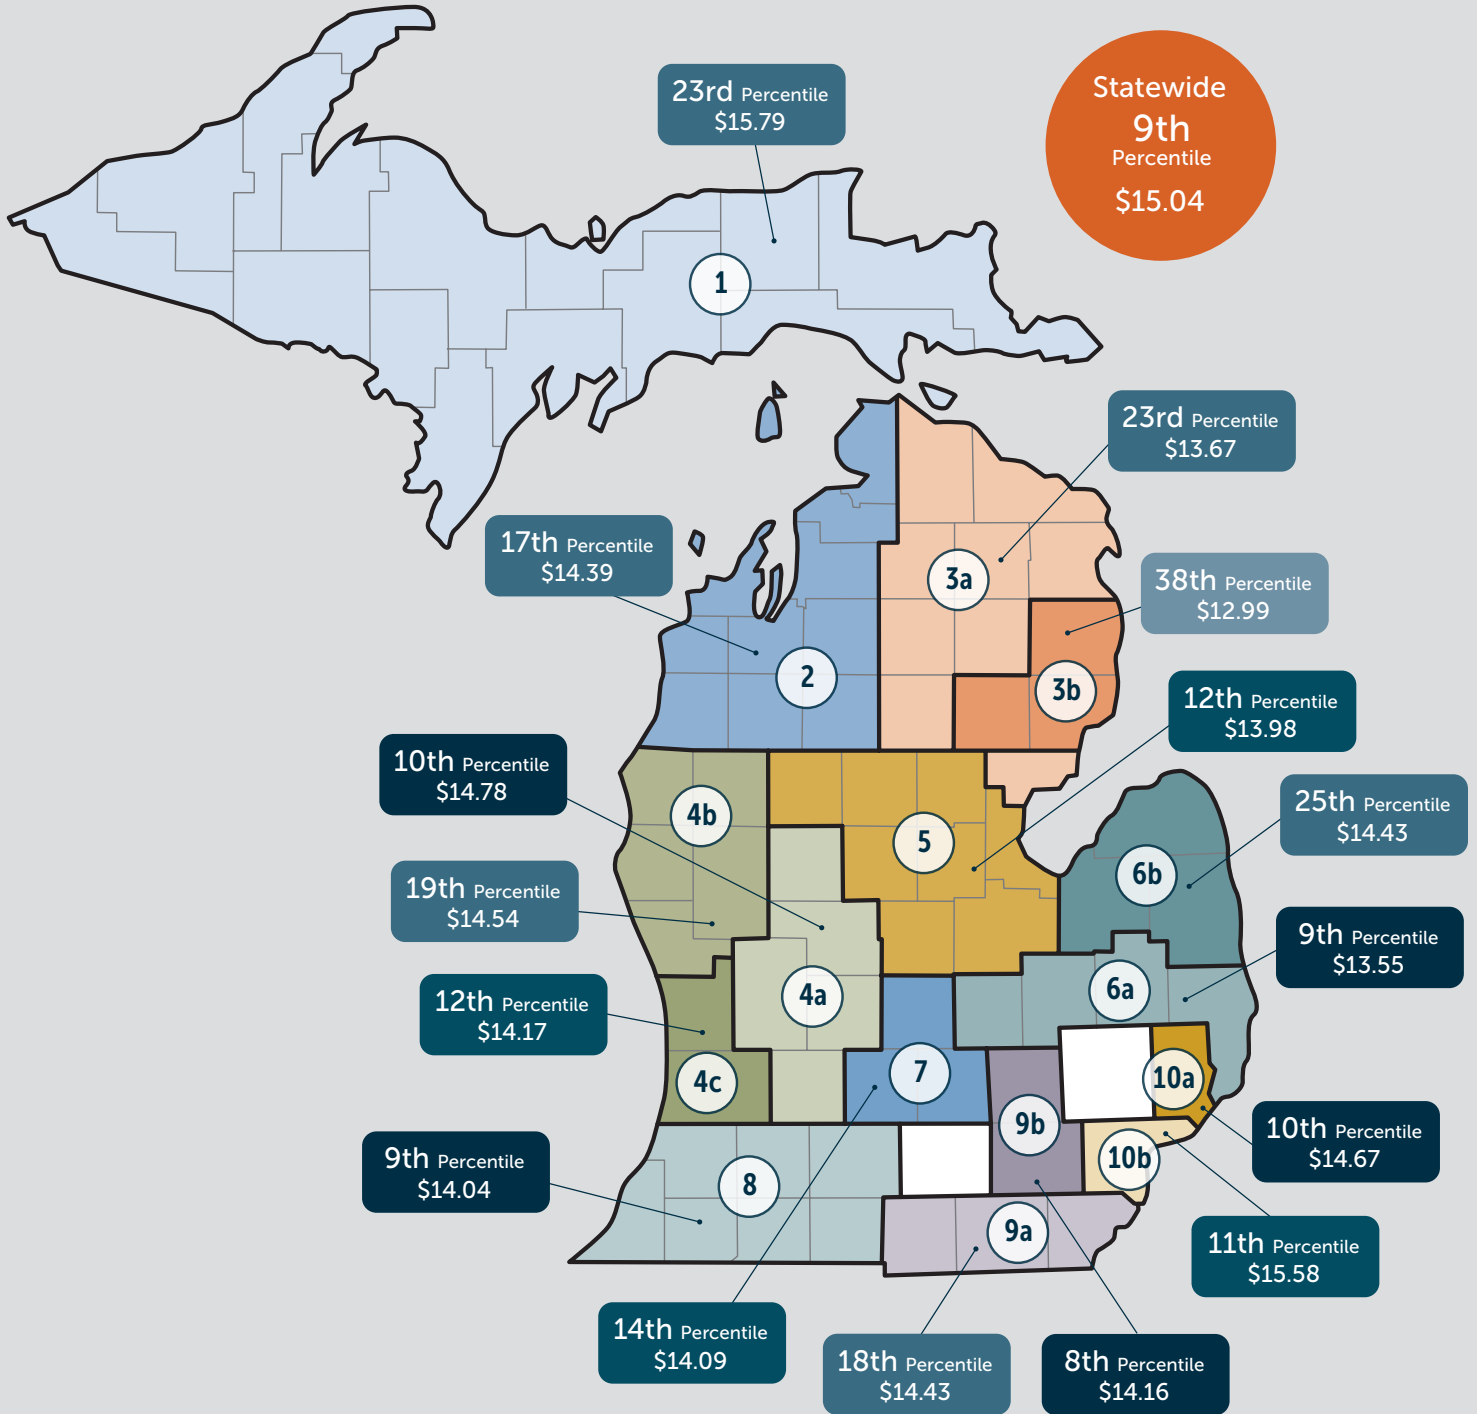 Statewide
9th
Percentile
$15.04
23rd Percentile
$15.79
1
23rd Percentile
$13.67
17th Percentile
$14.39
3a
38th Percentile
$12.99
2
3b
12th Percentile
$13.98
10th Percentile
$14.78
4b
5
25th Percentile
$14.43
6b
19th Percentile
$14.54
9th Percentile
$13.55
4a
6a
12th Percentile
$14.17
4c
7
10a
9b
10th Percentile
$14.67
10b
9th Percentile
$14.04
8
9a
11th Percentile
$15.58
14th Percentile
$14.09
18th Percentile
$14.43
8th Percentile
$14.16